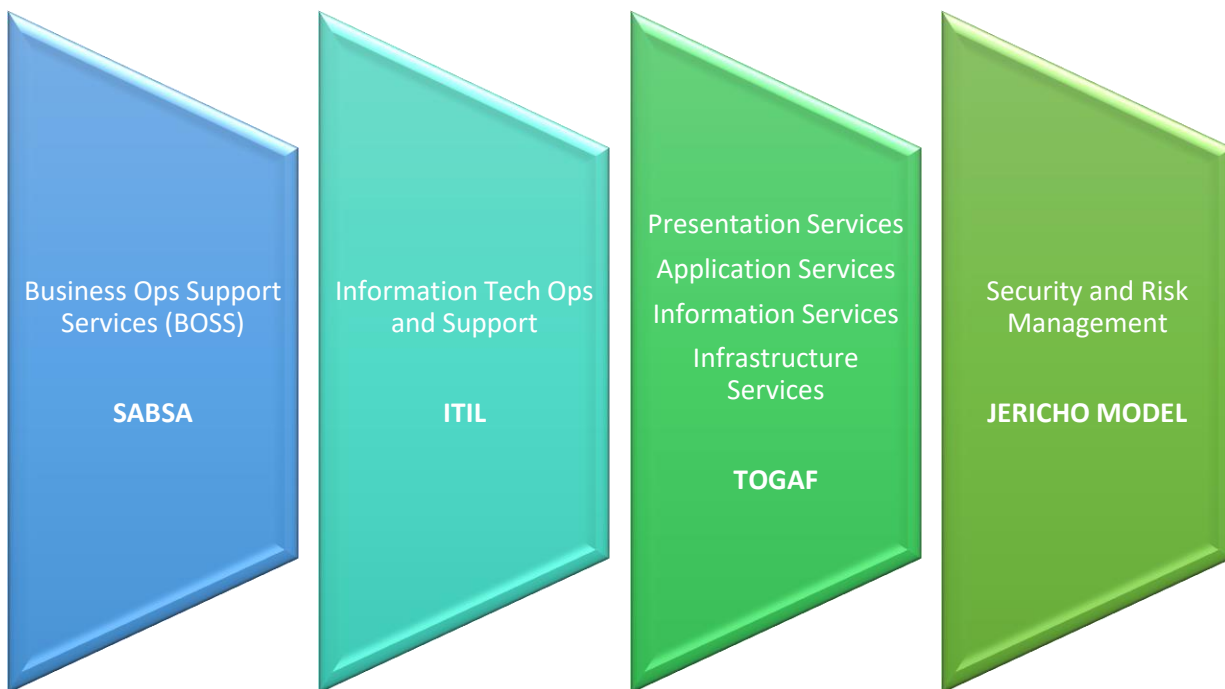 Business Ops Support
Services (BOSS)
SABSA
Information Tech Ops
and Support
ITIL
Presentation Services
Application Services
Information Services
Infrastructure
Services
TOGAF
Security and Risk
Management
JERICHO MODEL